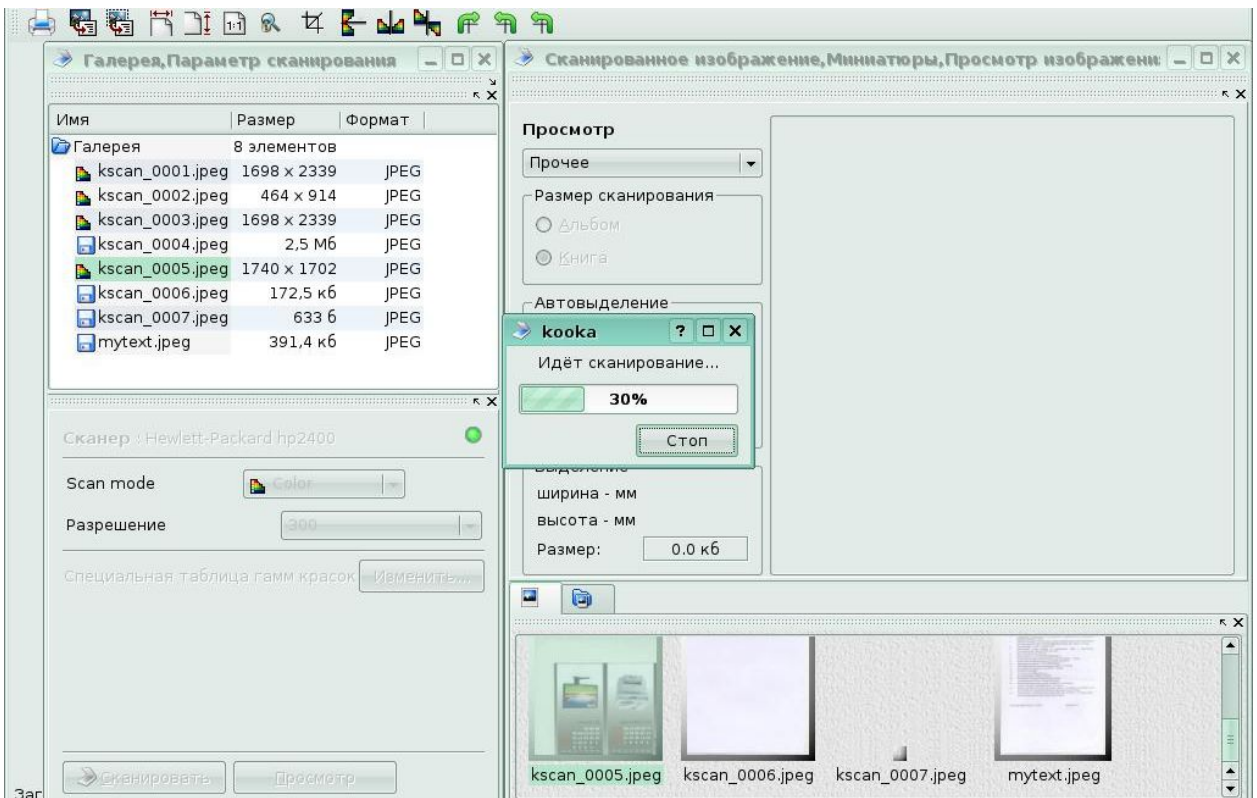 1:1
Галерея,Параметр сканирования
Имя Размер Формат
Галерея 8 элементов
kscan_0001.jpeg 1698 x 2339 JPEG
kscan_0002.jpeg 464 x 914 JPEG
kscan_0003.jpeg 1698 x 2339 JPEG
kscan_0004.jpeg 2,5 Мб JPEG
kscan_0005.jpeg 1740 x 1702 JPEG
kscan_0006.jpeg 172,5 кб JPEG
kscan_0007.jpeg 633 б JPEG
mytext.jpeg 391,4 кб JPEG
Сканер : Hewlett-Packard hp2400
Scan mode Color
Разрешение 300
Специальная таблица гамм красок Изменить...
Сканировать Просмотр
Заг
Сканированное изображение,Миниатюры,Просмотр изображени
Просмотр
Прочее
Размер сканирования
Альбом
Книга
Автовыделение
kooka ?
Идёт сканирование...
30%
Стоп
Выделение
ширина - мм
высота - мм
Размер: 0.0 кб
kscan_0005.jpeg kscan_0006.jpeg kscan_0007.jpeg mytext.jpeg